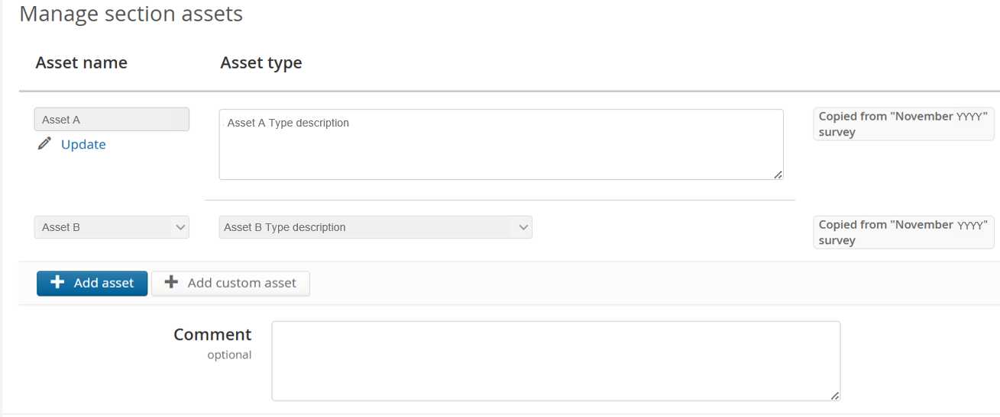 Manage section assets
Asset name
Asset type
Asset A
Asset A Type description
Copied from "November YYYY"
survey
Update
Asset B
Asset B Type description
Copied from "November YYYY"
survey
Add asset
Add custom asset
Comment
optional